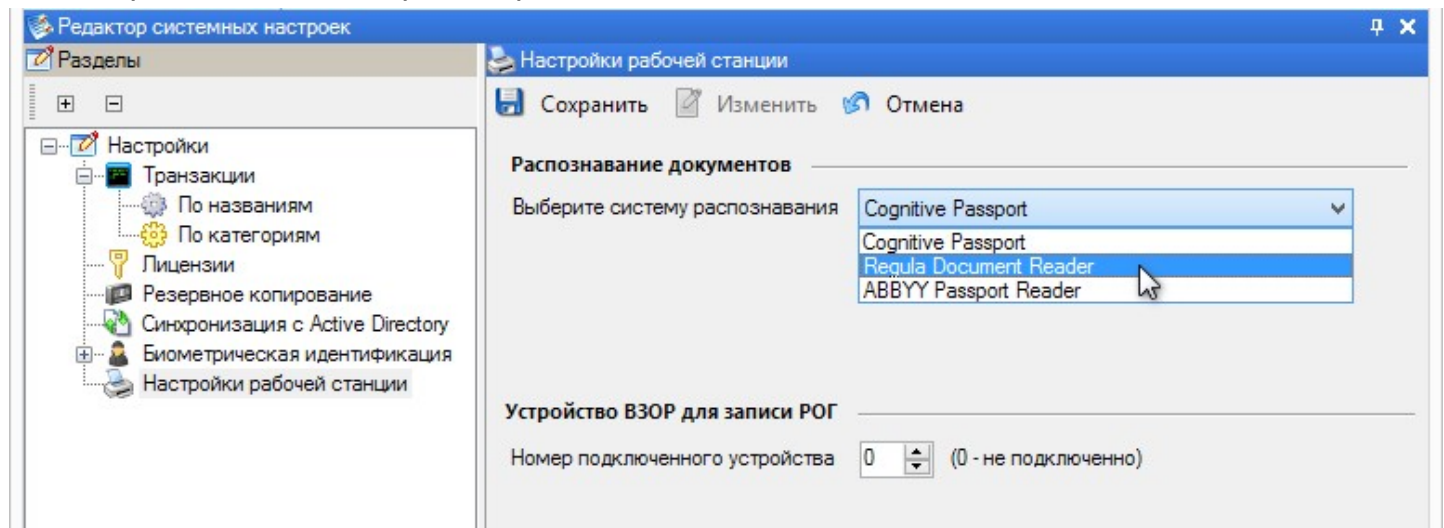 Редактор системных настроек
Разделы
Настройки
Транзакции
По названиям
По категориям
Лицензии
Резервное копирование
Синхронизация с Active Directory
Биометрическая идентификация
Настройки рабочей станции
Настройки рабочей станции
Сохранить Изменить Отмена
Распознавание документов
Выберите систему распознавания Cognitive Passport
Cognitive Passport
Regula Document Reader
ABBYY Passport Reader
Устройство ВЗОР для записи РОГ
Номер подключенного устройства 0 (0 - не подключенно)